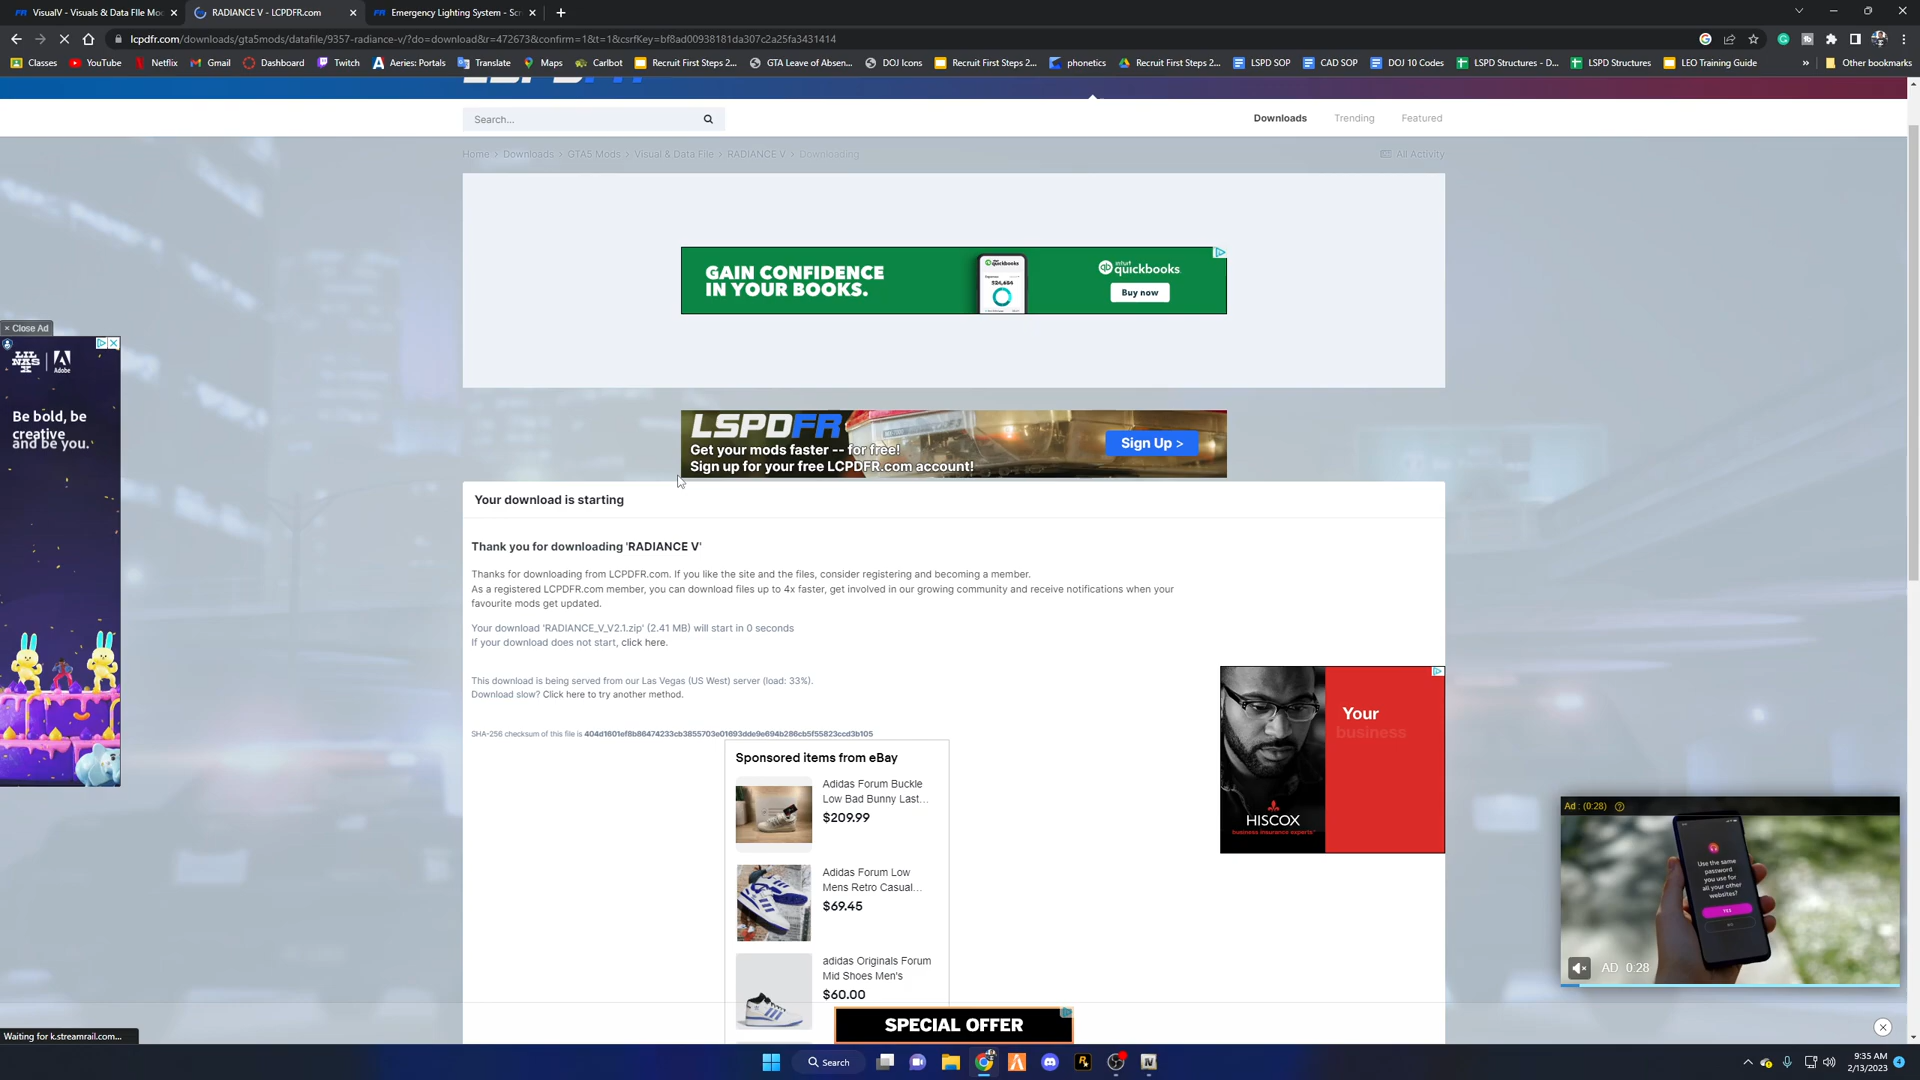 VisualV - Visuals & Data File Mod
RADIANCE V - LCPDFR.com
Emergency Lighting System - Scr
lcpdfr.com/downloads/gta5mods/datafile/9357-radiance-v/?do=download&r=472673&confirm=1&t=1&csrfKey=bf8ad00938181da307c2a25fa3431414
Classes
YouTube
Netflix
Gmail
Dashboard
Twitch
Aeries: Portals
Translate
Maps
Carlbot
Recruit First Steps 2...
GTA Leave of Absen...
DOJ Icons
Recruit First Steps 2...
phonetics
Recruit First Steps 2...
LSPD SOP
CAD SOP
DOJ 10 Codes
LSPD Structures - D...
LSPD Structures
LEO Training Guide
»
Other bookmarks
Search...
Downloads
Trending
Featured
Home > Downloads > GTA5 Mods > Visual & Data File > RADIANCE V > Downloading
All Activity
GAIN CONFIDENCE
IN YOUR BOOKS.
quickbooks
$24,684
intuit
quickbooks
Buy now
× Close Ad
LIL
NAS
X
Adobe
Be bold, be
creative
and be you.
LSPDFR
Get your mods faster -- for free!
Sign up for your free LCPDFR.com account!
Sign Up >
Your download is starting
Thank you for downloading 'RADIANCE V'
Thanks for downloading from LCPDFR.com. If you like the site and the files, consider registering and becoming a member.
As a registered LCPDFR.com member, you can download files up to 4x faster, get involved in our growing community and receive notifications when your
favourite mods get updated.
Your download 'RADIANCE_V_V2.1.zip' (2.41 MB) will start in 0 seconds
If your download does not start, click here.
This download is being served from our Las Vegas (US West) server (load: 33%).
Download slow? Click here to try another method.
SHA-256 checksum of this file is 404d1601ef8b86474233cb3855703e01693dde9e694b286cb5f55823ccd3b105
Sponsored items from eBay
Adidas Forum Buckle
Low Bad Bunny Last...
$209.99
Adidas Forum Low
Mens Retro Casual...
$69.45
adidas Originals Forum
Mid Shoes Men's
$60.00
HISCOX
business insurance experts
Your
business
Ad : (0:28)
Use the same
password
you use for
all your other
websites?
YES
AD 0:28
SPECIAL OFFER
Waiting for k.streamrail.com...
Search
9:35 AM
2/13/2023
4